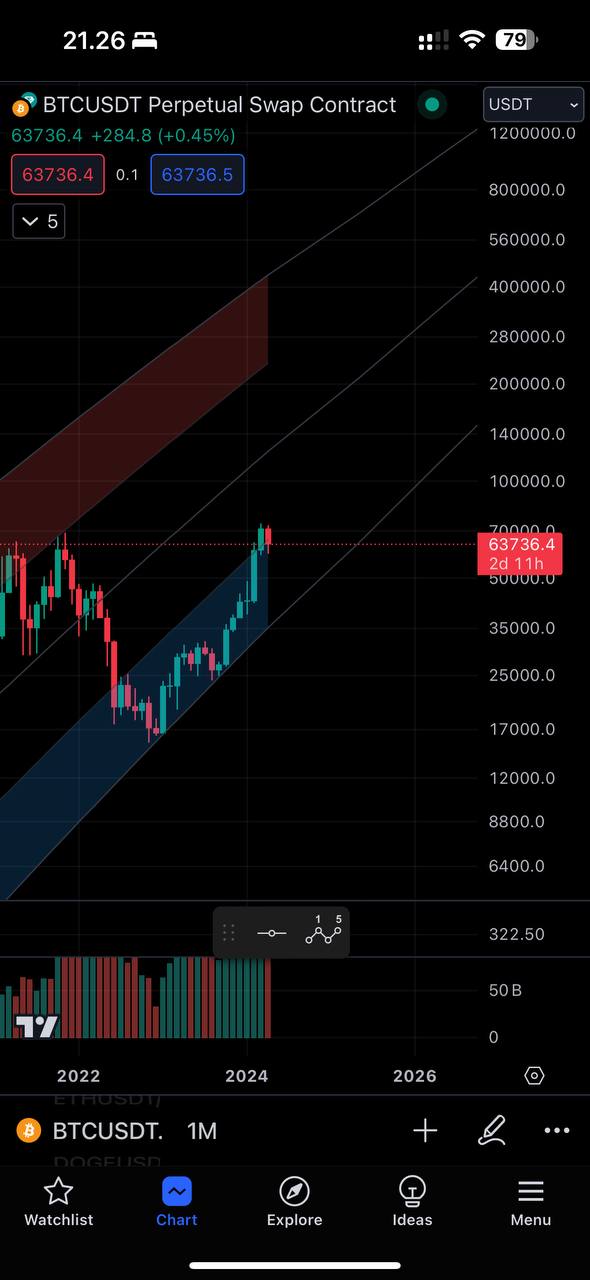 21.26
79
BTCUSDT Perpetual Swap Contract
USDT
63736.4 +284.8 (+0.45%)
1200000.0
63736.4
0.1
63736.5
800000.0
5
560000.0
400000.0
280000.0
200000.0
140000.0
100000.0
70000.0
63736.4
2d 11h
50000.0
35000.0
25000.0
17000.0
12000.0
8800.0
6400.0
1 5
322.50
50 B
0
2022 2024 2026
ETHUSDT
BTCUSDT. 1M
DOGEUSD
Watchlist Chart Explore Ideas Menu